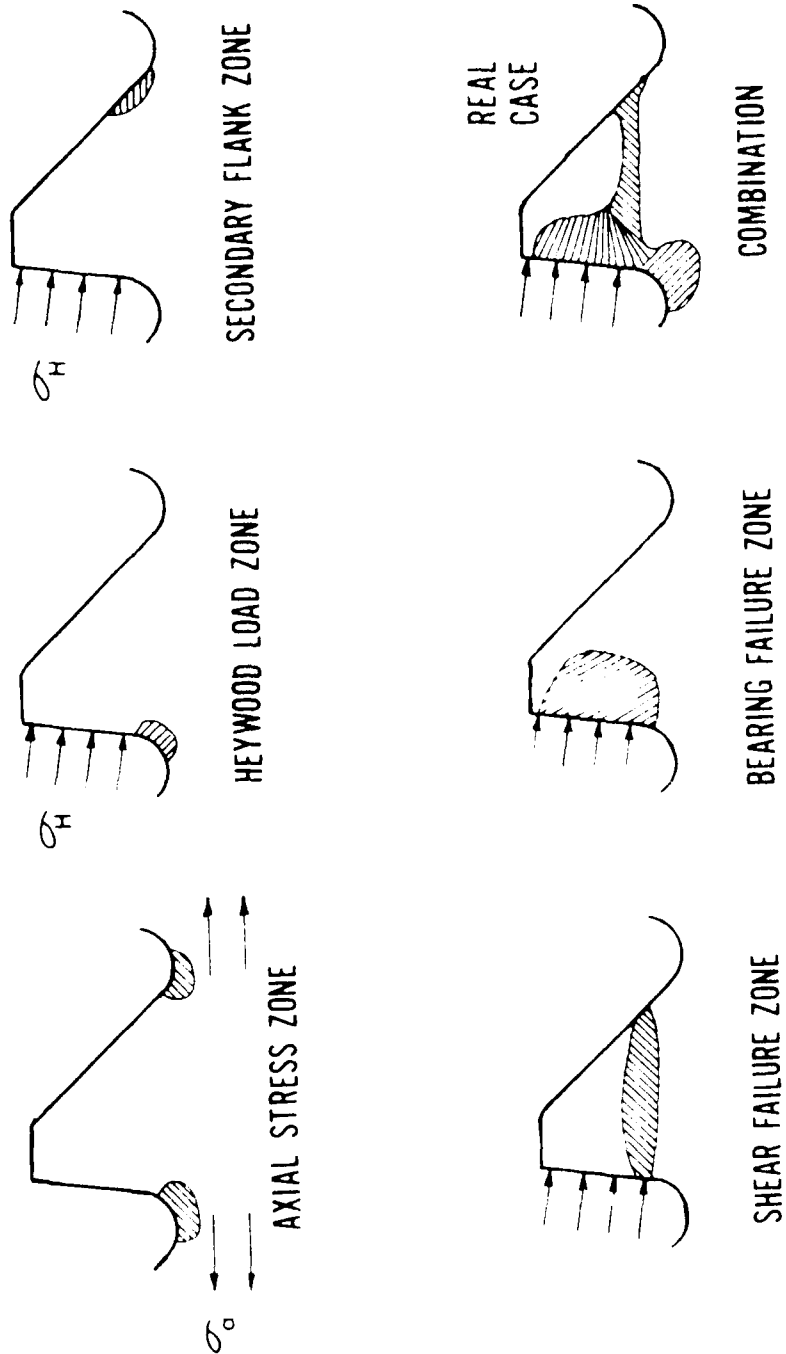 σa
AXIAL STRESS ZONE
σH
HEYWOOD LOAD ZONE
σH
SECONDARY FLANK ZONE
SHEAR FAILURE ZONE
BEARING FAILURE ZONE
REAL
CASE
COMBINATION